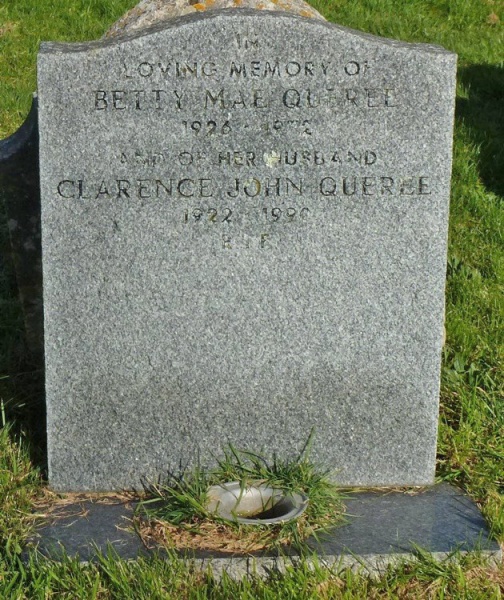 IN
LOVING MEMORY OF
BETTY MAE QUEREE
1926 - 1972
AND OF HER HUSBAND
CLARENCE JOHN QUEREE
1922 - 1990
R.I.P.